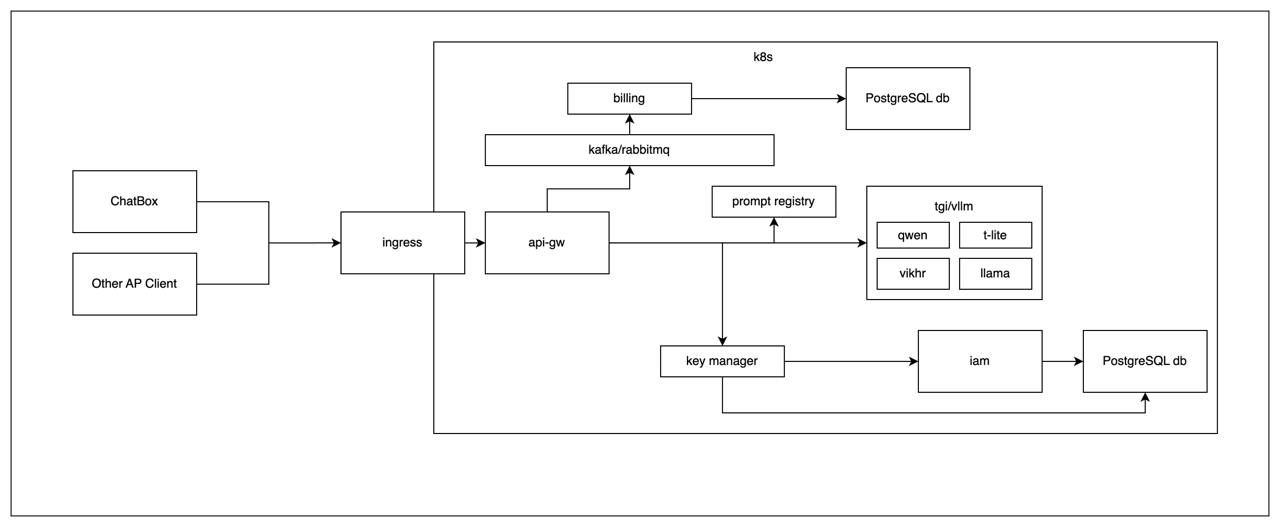 k8s
billing
PostgreSQL db
kafka/rabbitmq
ChatBox
prompt registry
tgi/vllm
qwen
t-lite
ingress
api-gw
vikhr
llama
Other AP Client
key manager
iam
PostgreSQL db